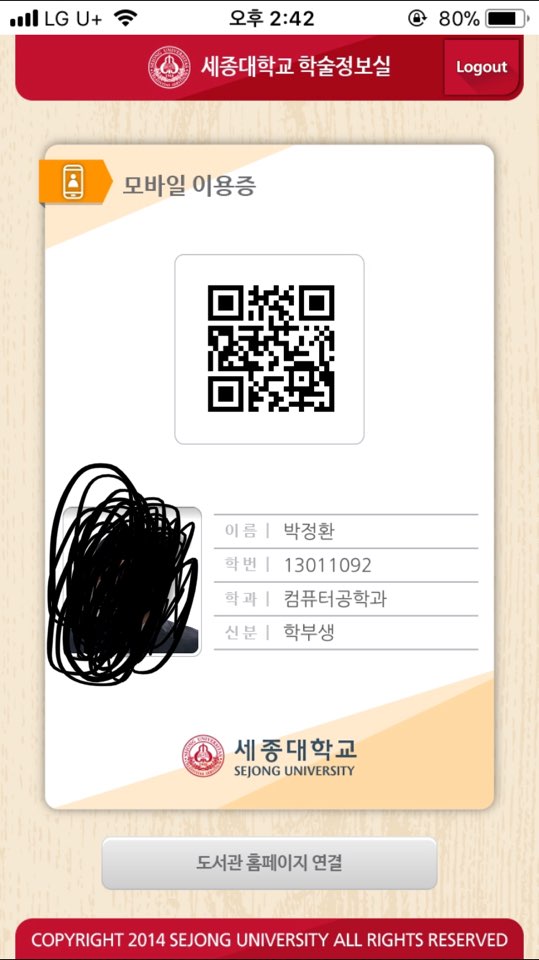 LG U+ 오후 2:42 80%
세종대학교 학술정보실 Logout
모바일 이용증
이름 | 박정환
학번 | 13011092
학과 | 컴퓨터공학과
신분 | 학부생
세종대학교
SEJONG UNIVERSITY
도서관 홈페이지 연결
COPYRIGHT 2014 SEJONG UNIVERSITY ALL RIGHTS RESERVED